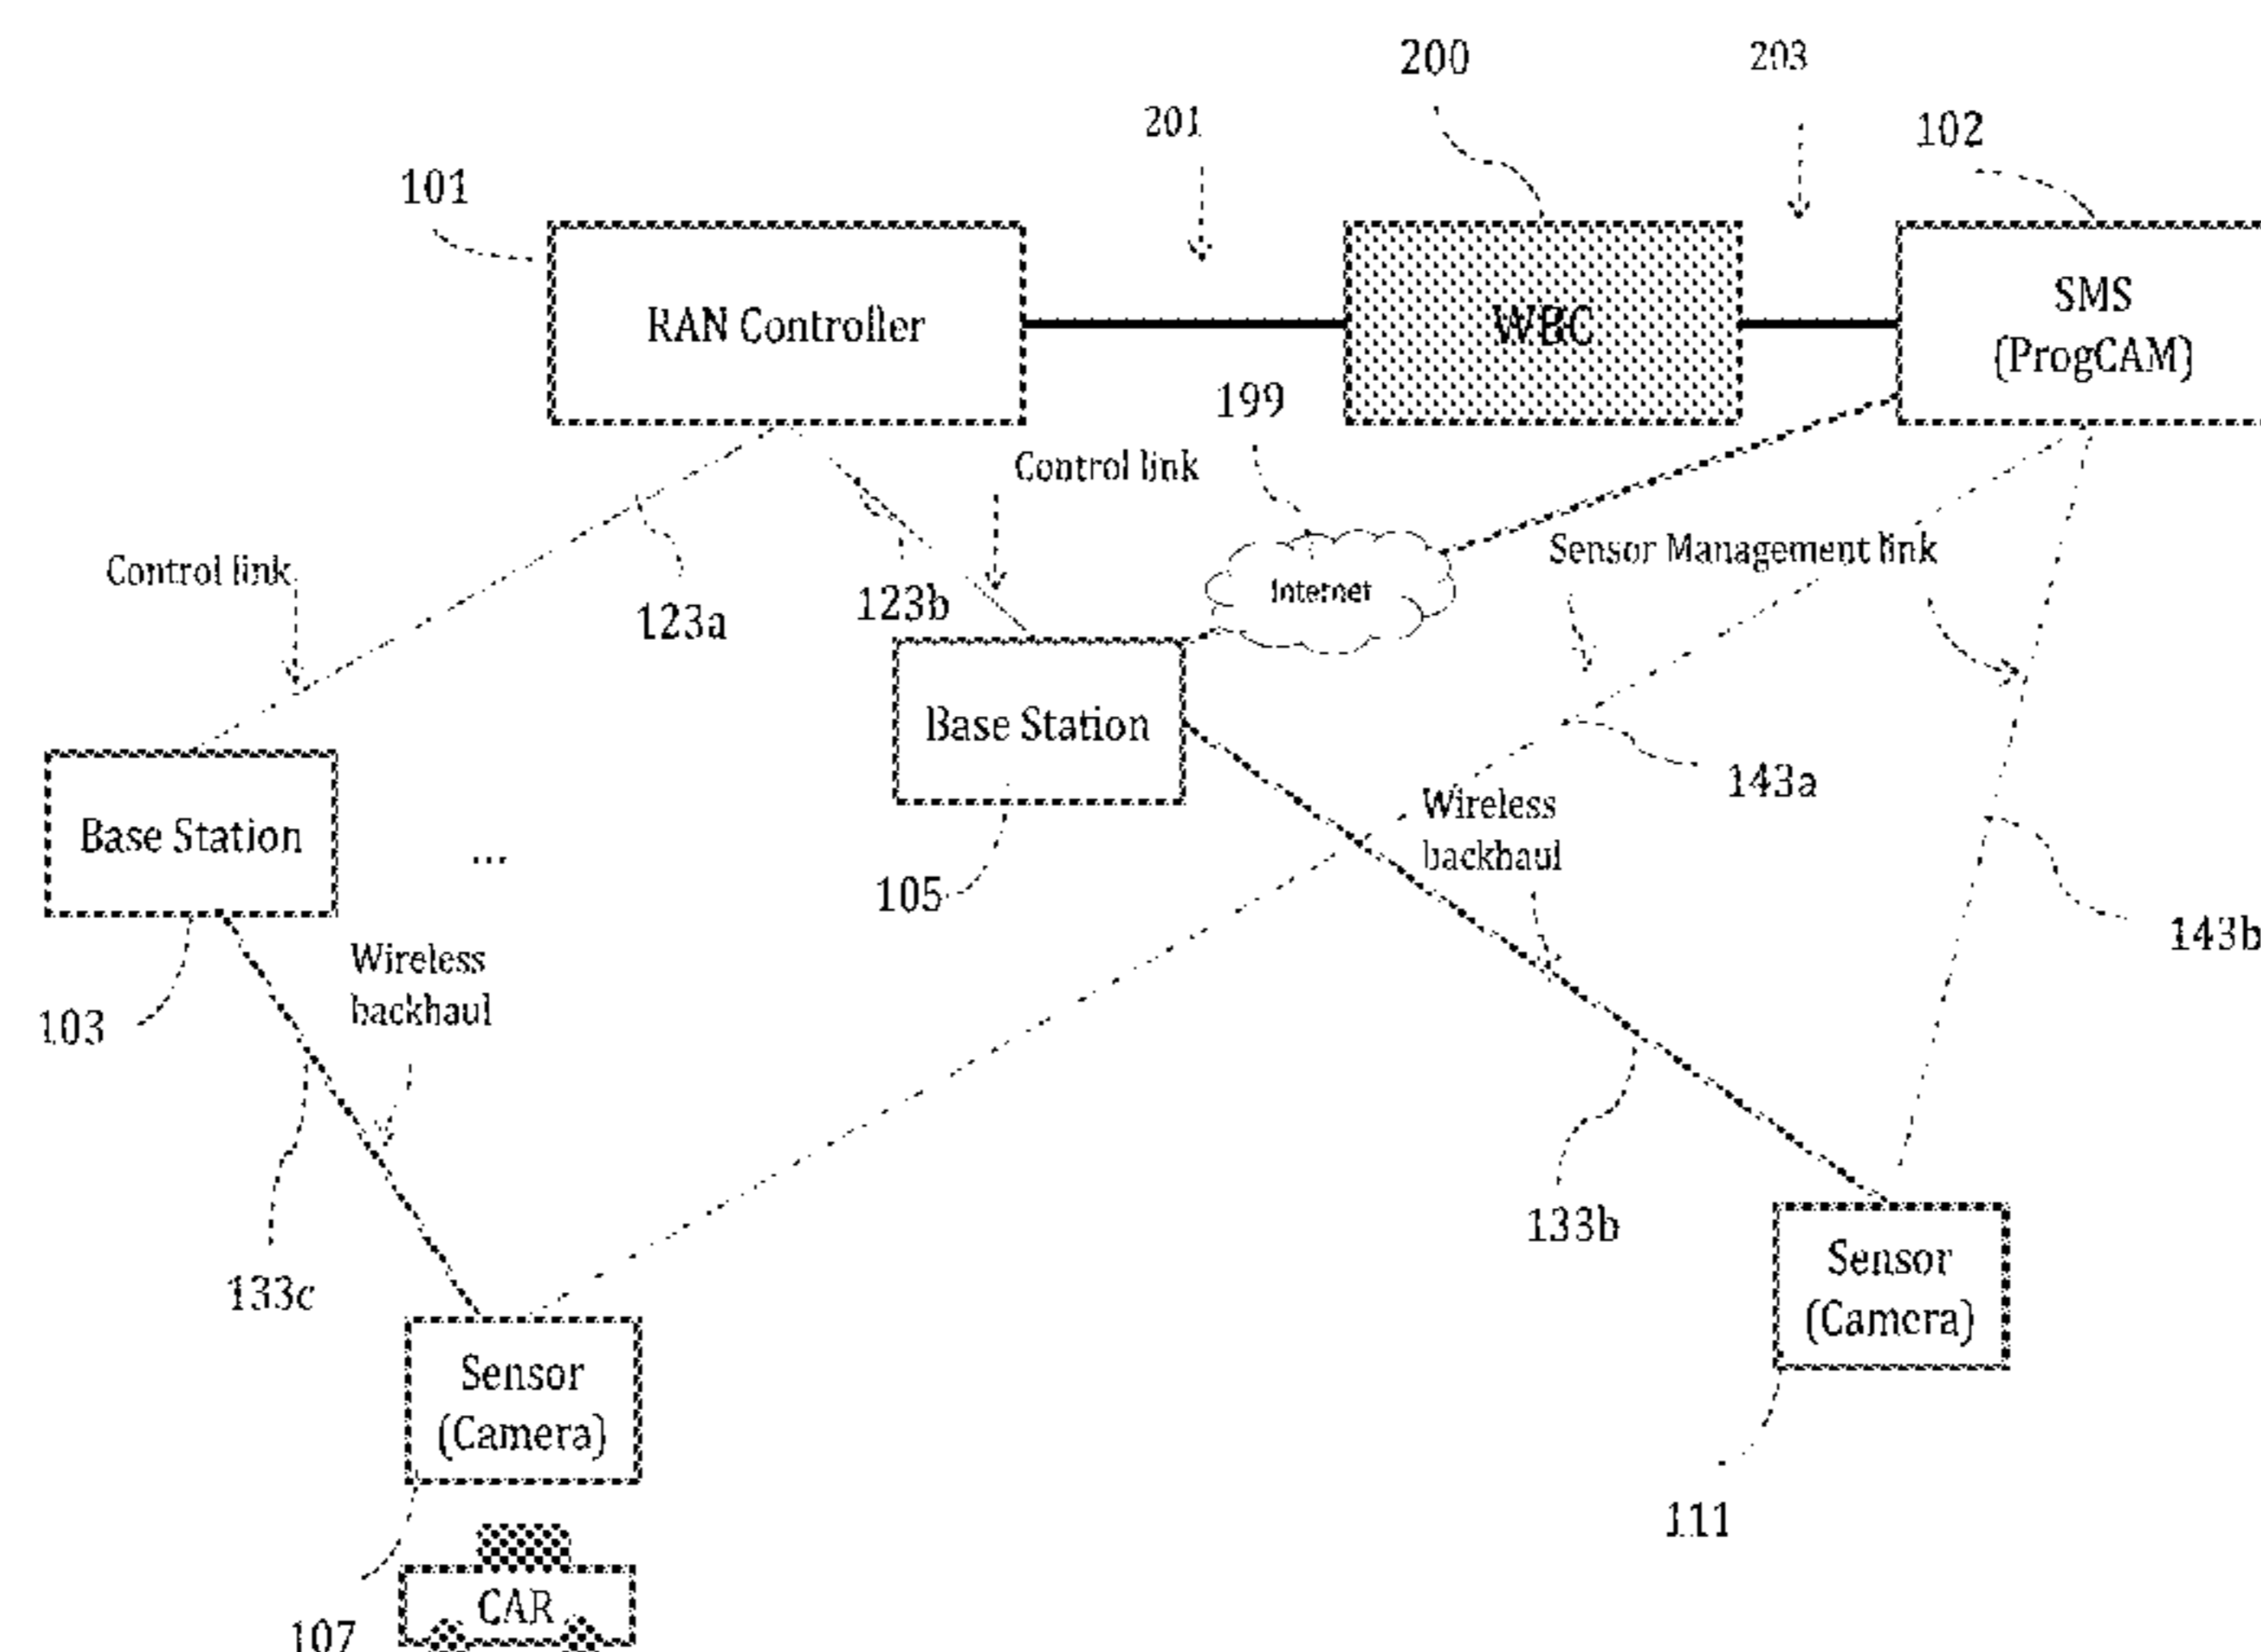 200
203
201
102
101
RAN Controller
WBC
SMS
(ProgCAM)
199
Control link
Control link
Internet
Sensor Management link
123a
123b
Base Station
143a
Base Station
...
Wireless
backhaul
105
143b
Wireless
backhaul
103
133c
133b
Sensor
(Camera)
Sensor
(Camera)
111
CAR
107